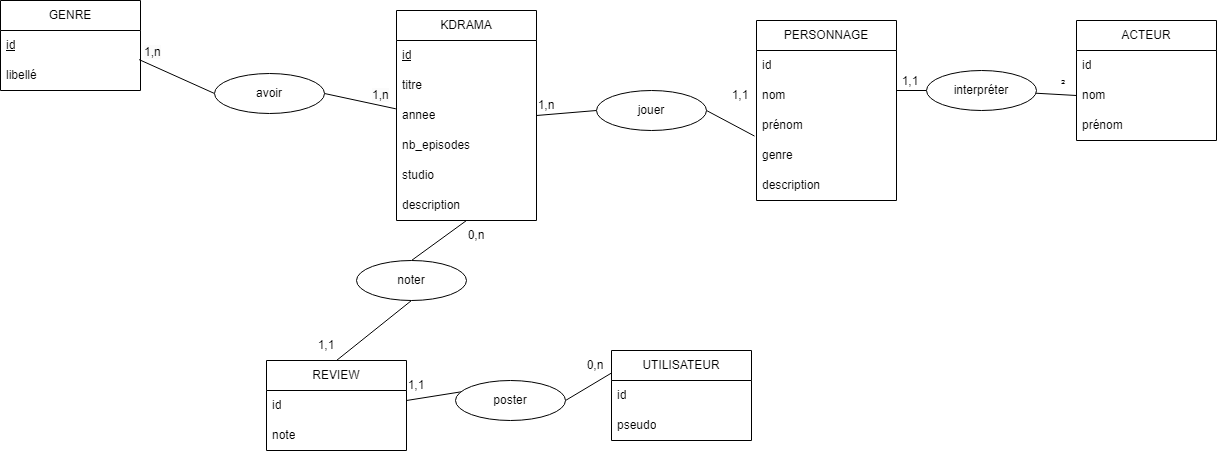 GENRE
id
libellé
1,n
avoir
1,n
KDRAMA
id
titre
annee
nb_episodes
studio
description
1,n
jouer
1,1
PERSONNAGE
id
nom
prénom
genre
description
1,1
interpréter
ACTEUR
id
nom
prénom
0,n
noter
1,1
REVIEW
id
note
1,1
poster
0,n
UTILISATEUR
id
pseudo